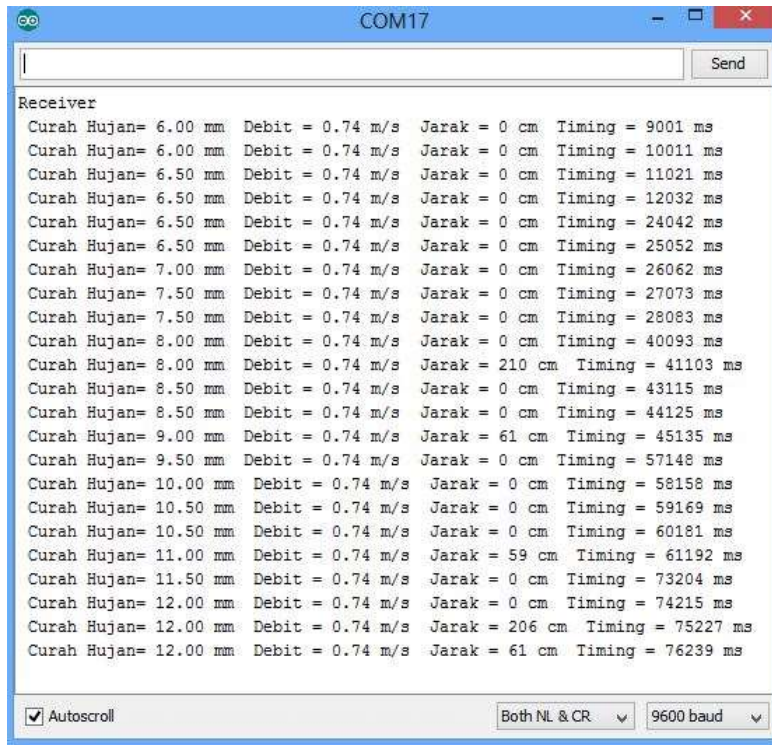 COM17
Send
Receiver
Curah Hujan= 6.00 mm  Debit = 0.74 m/s  Jarak = 0 cm  Timing = 9001 ms
Curah Hujan= 6.00 mm  Debit = 0.74 m/s  Jarak = 0 cm  Timing = 10011 ms
Curah Hujan= 6.50 mm  Debit = 0.74 m/s  Jarak = 0 cm  Timing = 11021 ms
Curah Hujan= 6.50 mm  Debit = 0.74 m/s  Jarak = 0 cm  Timing = 12032 ms
Curah Hujan= 6.50 mm  Debit = 0.74 m/s  Jarak = 0 cm  Timing = 24042 ms
Curah Hujan= 6.50 mm  Debit = 0.74 m/s  Jarak = 0 cm  Timing = 25052 ms
Curah Hujan= 7.00 mm  Debit = 0.74 m/s  Jarak = 0 cm  Timing = 26062 ms
Curah Hujan= 7.50 mm  Debit = 0.74 m/s  Jarak = 0 cm  Timing = 27073 ms
Curah Hujan= 7.50 mm  Debit = 0.74 m/s  Jarak = 0 cm  Timing = 28083 ms
Curah Hujan= 8.00 mm  Debit = 0.74 m/s  Jarak = 0 cm  Timing = 40093 ms
Curah Hujan= 8.00 mm  Debit = 0.74 m/s  Jarak = 210 cm  Timing = 41103 ms
Curah Hujan= 8.50 mm  Debit = 0.74 m/s  Jarak = 0 cm  Timing = 43115 ms
Curah Hujan= 8.50 mm  Debit = 0.74 m/s  Jarak = 0 cm  Timing = 44125 ms
Curah Hujan= 9.00 mm  Debit = 0.74 m/s  Jarak = 61 cm  Timing = 45135 ms
Curah Hujan= 9.50 mm  Debit = 0.74 m/s  Jarak = 0 cm  Timing = 57148 ms
Curah Hujan= 10.00 mm  Debit = 0.74 m/s  Jarak = 0 cm  Timing = 58158 ms
Curah Hujan= 10.50 mm  Debit = 0.74 m/s  Jarak = 0 cm  Timing = 59169 ms
Curah Hujan= 10.50 mm  Debit = 0.74 m/s  Jarak = 0 cm  Timing = 60181 ms
Curah Hujan= 11.00 mm  Debit = 0.74 m/s  Jarak = 59 cm  Timing = 61192 ms
Curah Hujan= 11.50 mm  Debit = 0.74 m/s  Jarak = 0 cm  Timing = 73204 ms
Curah Hujan= 12.00 mm  Debit = 0.74 m/s  Jarak = 0 cm  Timing = 74215 ms
Curah Hujan= 12.00 mm  Debit = 0.74 m/s  Jarak = 206 cm  Timing = 75227 ms
Curah Hujan= 12.00 mm  Debit = 0.74 m/s  Jarak = 61 cm  Timing = 76239 ms
Autoscroll Both NL & CR 9600 baud